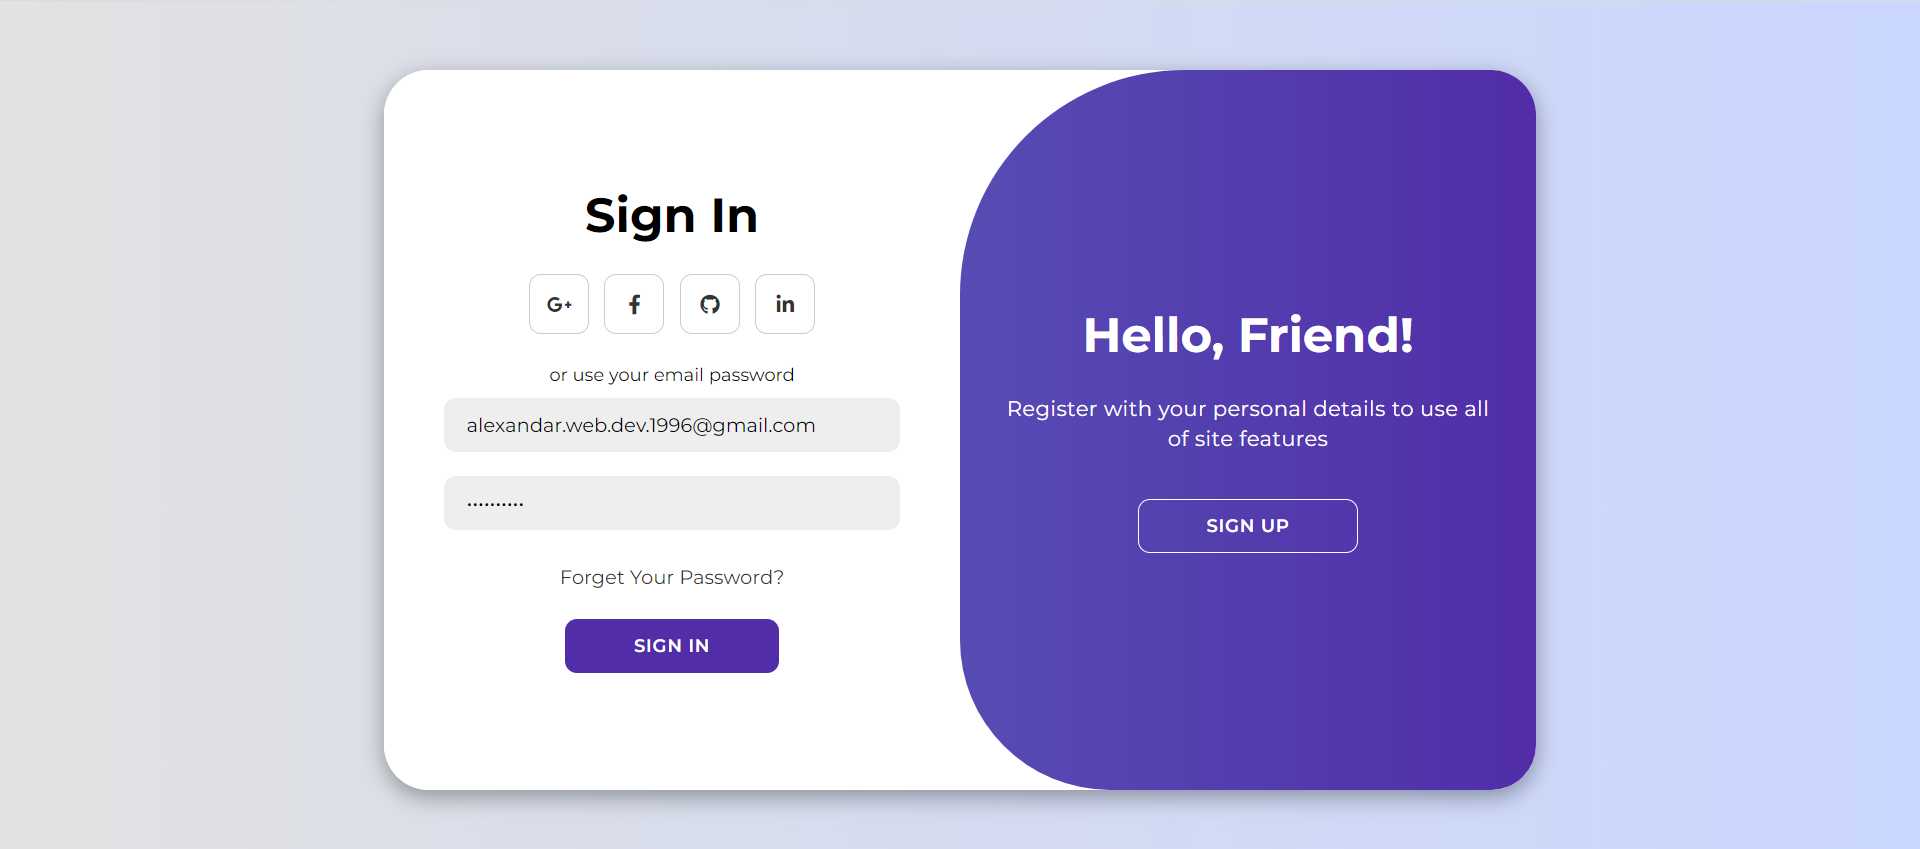 Sign In
G+ f in
or use your email password
alexandar.web.dev.1996@gmail.com
••••••••••
Forget Your Password?
SIGN IN
Hello, Friend!
Register with your personal details to use all
of site features
SIGN UP